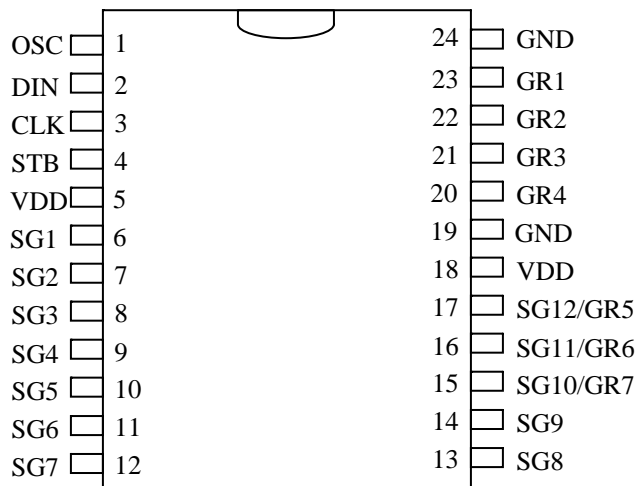 OSC 1 24 GND
DIN 2 23 GR1
CLK 3 22 GR2
STB 4 21 GR3
VDD 5 20 GR4
SG1 6 19 GND
SG2 7 18 VDD
SG3 8 17 SG12/GR5
SG4 9 16 SG11/GR6
SG5 10 15 SG10/GR7
SG6 11 14 SG9
SG7 12 13 SG8